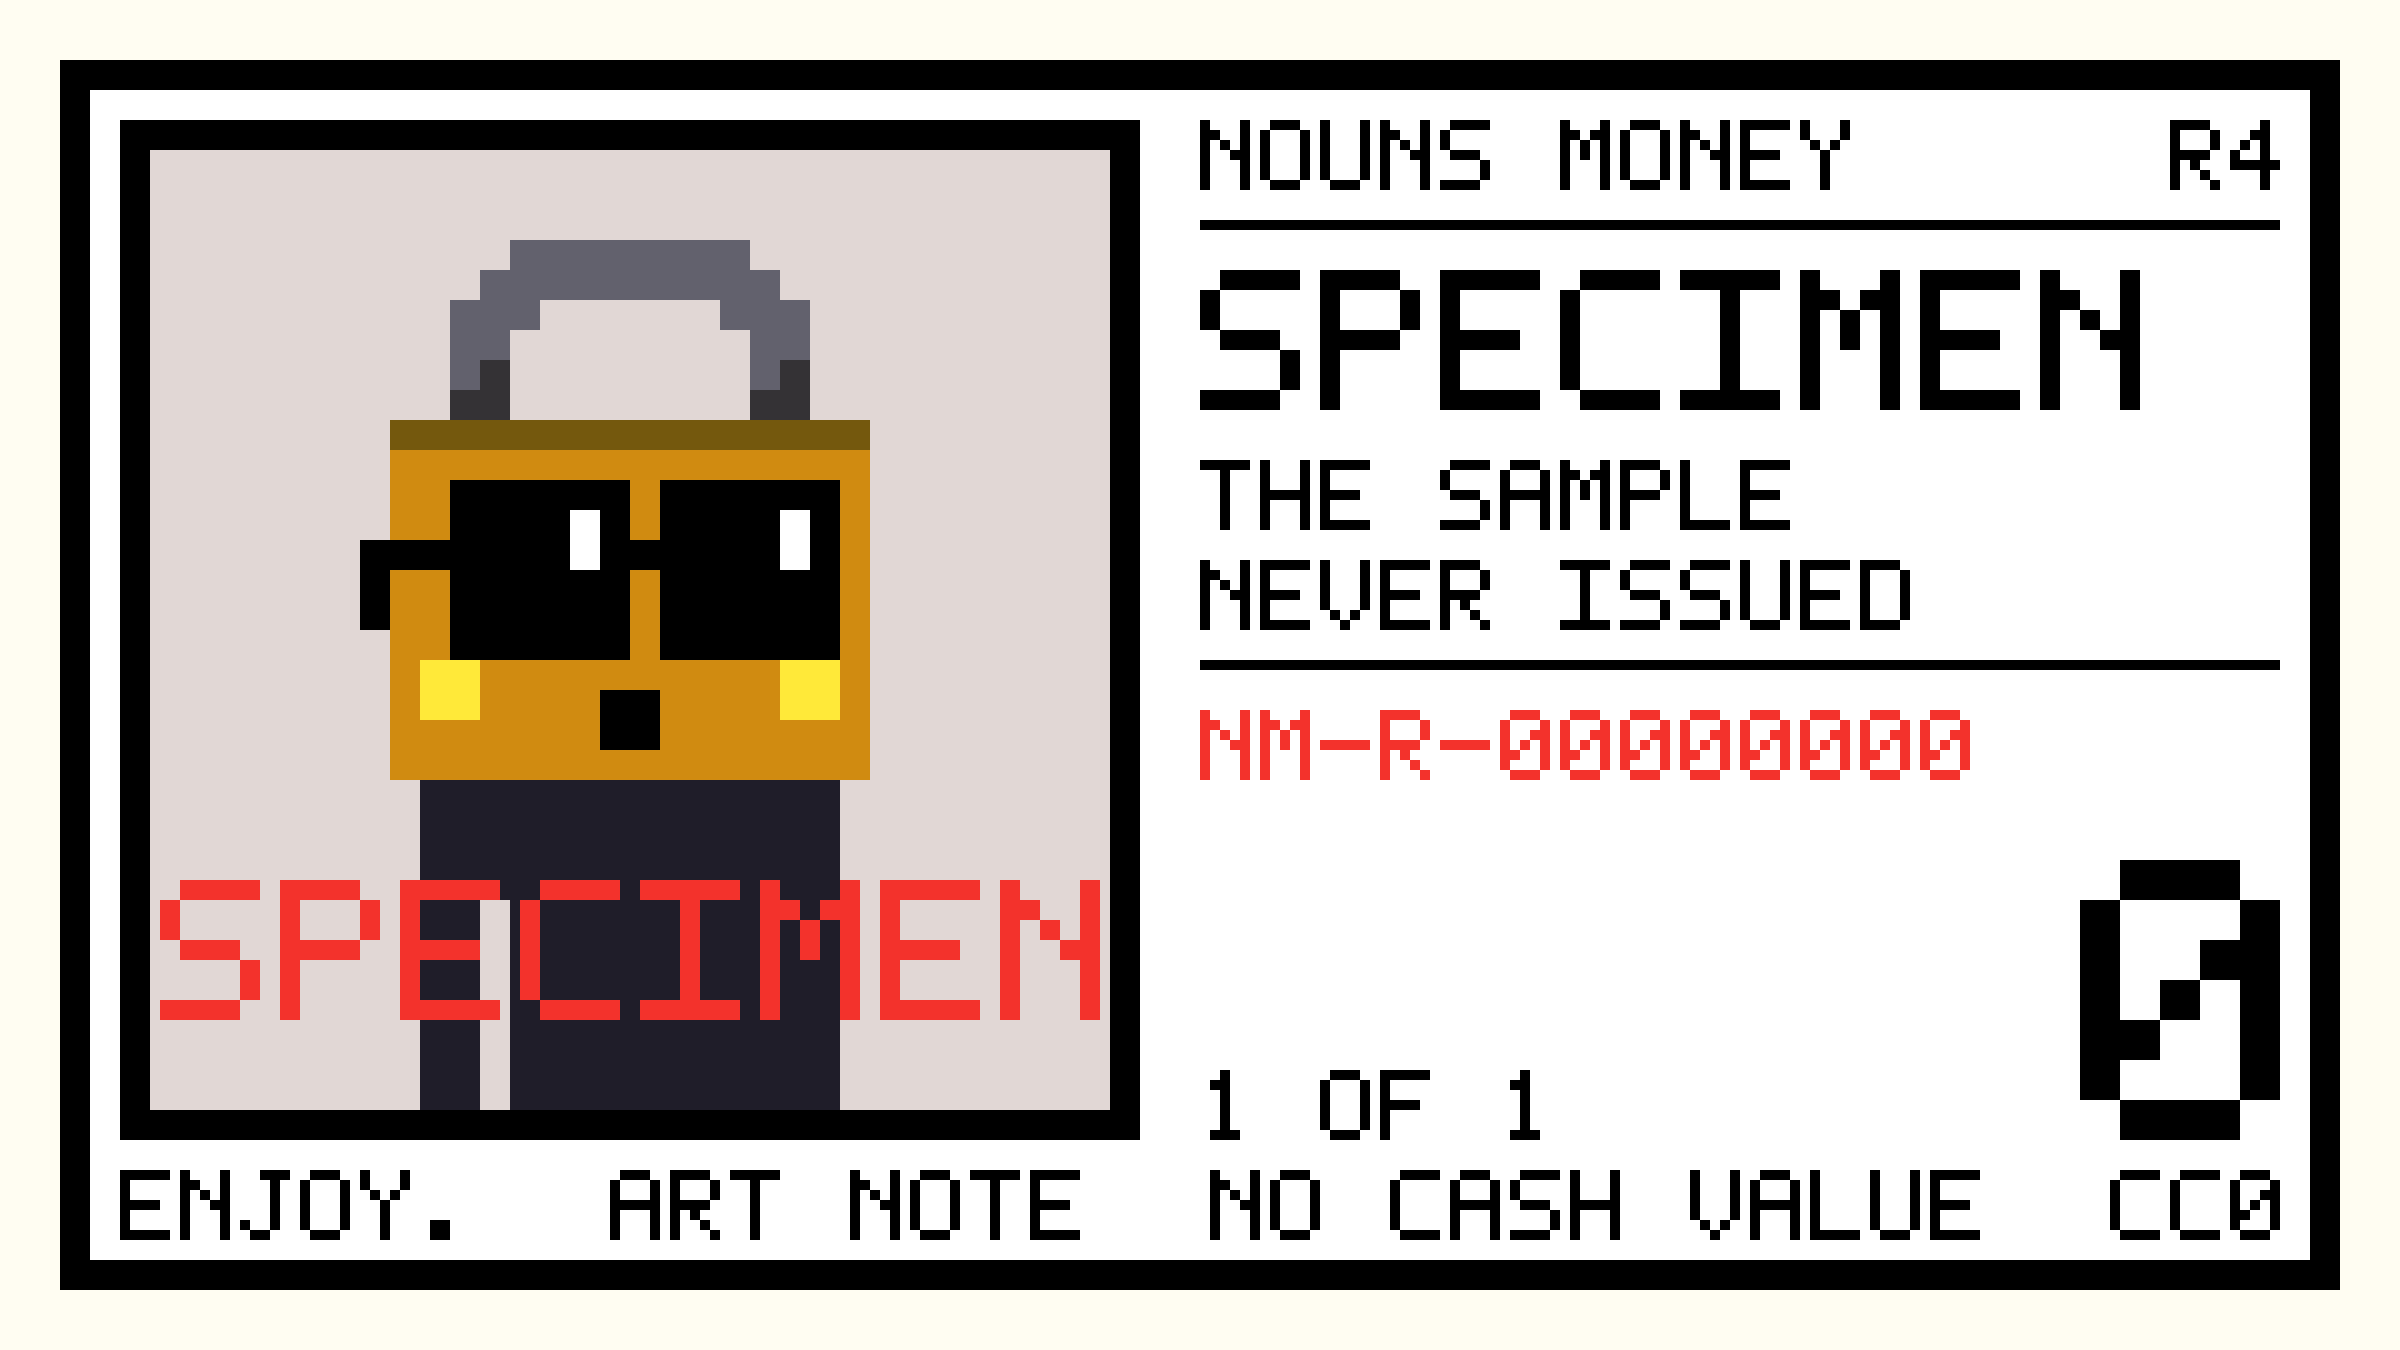 NOUNS MONEY R4
SPECIMEN
THE SAMPLE
NEVER ISSUED
NM-R-00000000
SPECIMEN
1 OF 1 0
ENJOY. ART NOTE NO CASH VALUE CC0